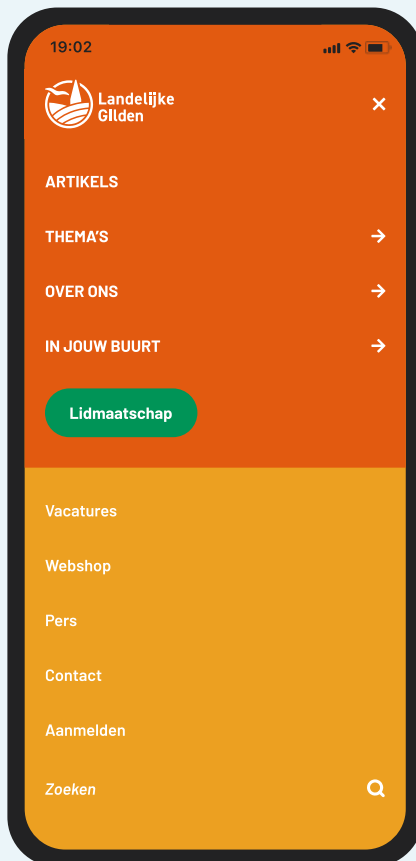 19:02
Landelijke
Gilden
ARTIKELS
THEMA'S
OVER ONS
IN JOUW BUURT
Lidmaatschap
Vacatures
Webshop
Pers
Contact
Aanmelden
Zoeken